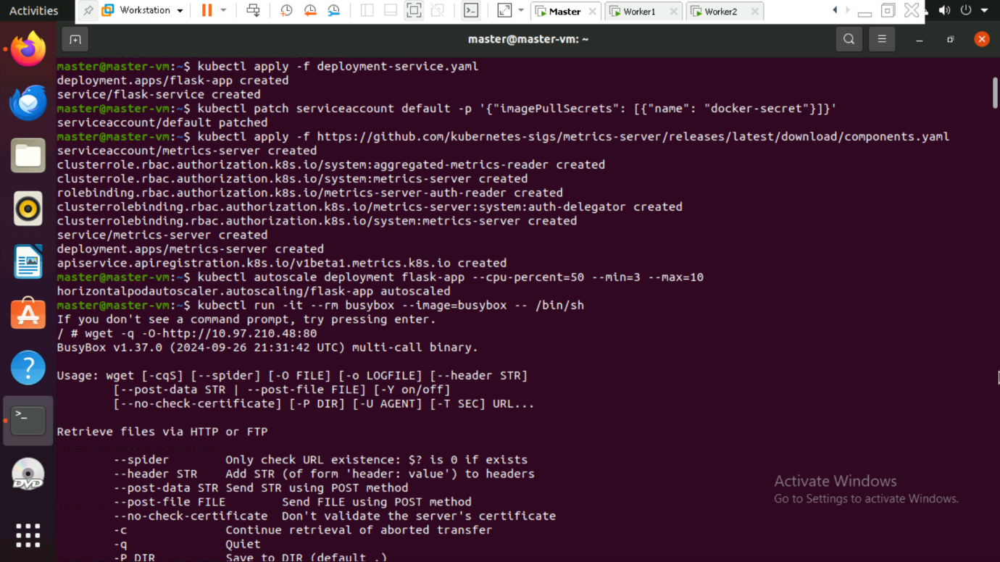 Activities
Workstation
Master
Worker1
Worker2
master@master-vm: ~
master@master-vm:~$ kubectl apply -f deployment-service.yaml
deployment.apps/flask-app created
service/flask-service created
master@master-vm:~$ kubectl patch serviceaccount default -p '{"imagePullSecrets": [{"name": "docker-secret"}]}'
serviceaccount/default patched
master@master-vm:~$ kubectl apply -f https://github.com/kubernetes-sigs/metrics-server/releases/latest/download/components.yaml
serviceaccount/metrics-server created
clusterrole.rbac.authorization.k8s.io/system:aggregated-metrics-reader created
clusterrole.rbac.authorization.k8s.io/system:metrics-server created
rolebinding.rbac.authorization.k8s.io/metrics-server-auth-reader created
clusterrolebinding.rbac.authorization.k8s.io/metrics-server:system:auth-delegator created
clusterrolebinding.rbac.authorization.k8s.io/system:metrics-server created
service/metrics-server created
deployment.apps/metrics-server created
apiservice.apiregistration.k8s.io/v1beta1.metrics.k8s.io created
master@master-vm:~$ kubectl autoscale deployment flask-app --cpu-percent=50 --min=3 --max=10
horizontalpodautoscaler.autoscaling/flask-app autoscaled
master@master-vm:~$ kubectl run -it --rm busybox --image=busybox -- /bin/sh
If you don't see a command prompt, try pressing enter.
/ # wget -q -O-http://10.97.210.48:80
BusyBox v1.37.0 (2024-09-26 21:31:42 UTC) multi-call binary.
Usage: wget [-cqS] [--spider] [-O FILE] [-o LOGFILE] [--header STR]
[--post-data STR | --post-file FILE] [-Y on/off]
[--no-check-certificate] [-P DIR] [-U AGENT] [-T SEC] URL...
Retrieve files via HTTP or FTP
--spider Only check URL existence: $? is 0 if exists
--header STR Add STR (of form 'header: value') to headers
--post-data STR Send STR using POST method
--post-file FILE Send FILE using POST method
--no-check-certificate Don't validate the server's certificate
-c Continue retrieval of aborted transfer
-q Quiet
-P DIR Save to DIR (default .)
Activate Windows
Go to Settings to activate Windows.
DVD